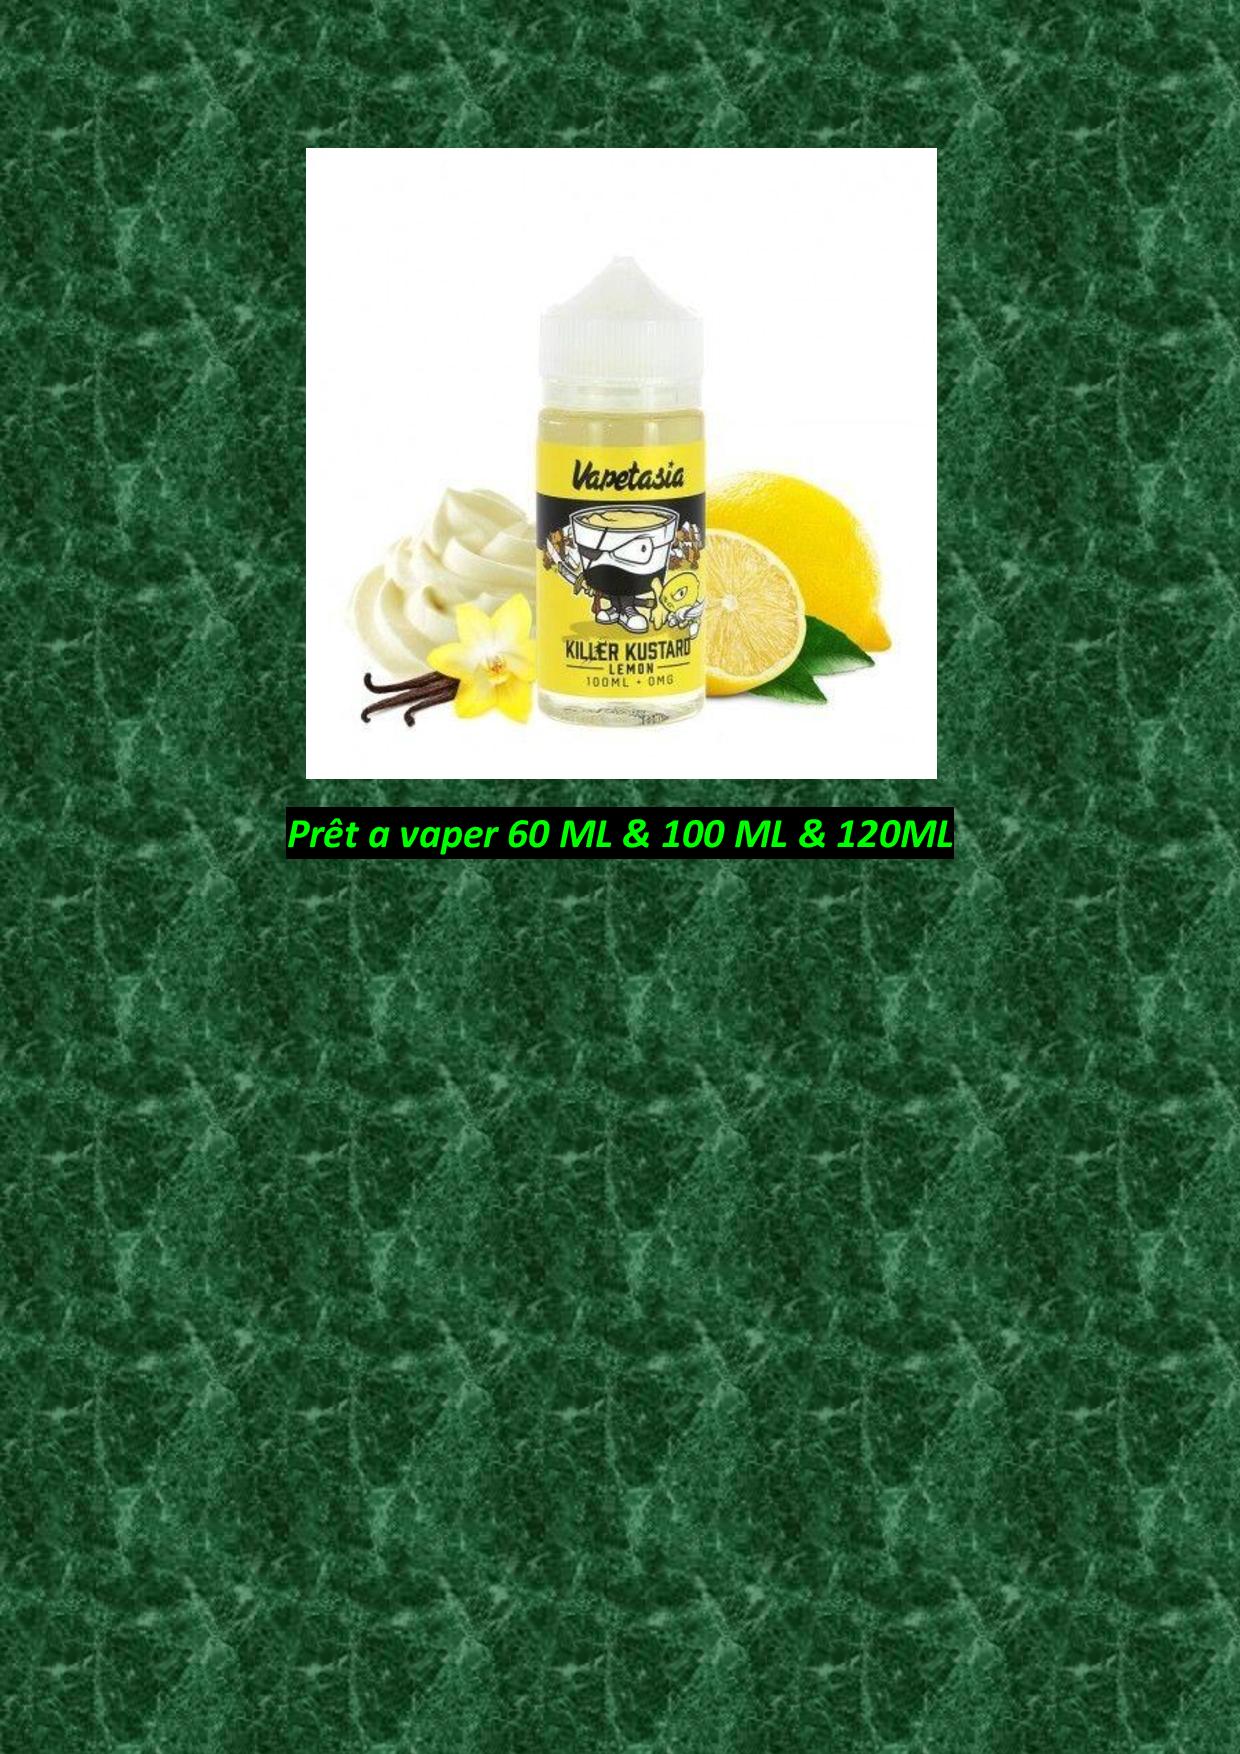 Vapetasia
KILLER KUSTARD
LEMON
100ML • 0MG
Prêt a vaper 60 ML & 100 ML & 120ML